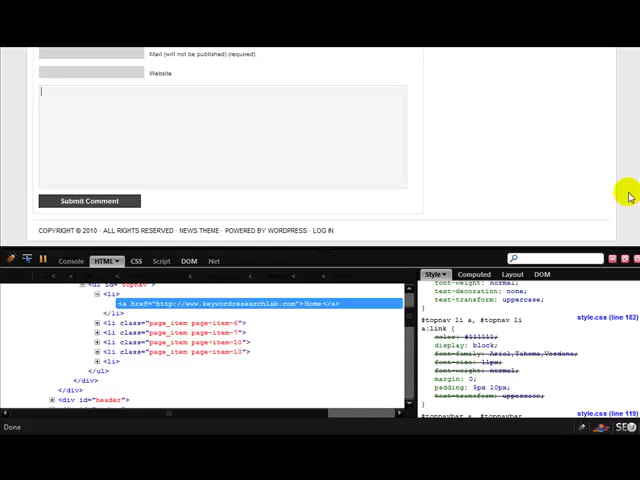 Mail (will not be published) (required)
Website
Submit Comment
COPYRIGHT © 2010 · ALL RIGHTS RESERVED · NEWS THEME · POWERED BY WORDPRESS · LOG IN
Console HTML CSS Script DOM Net
Style Computed Layout DOM
<ul id="topnav">
<li>
<a href="http://www.keywordresearchlab.com">Home</a>
</li>
<li class="page_item page-item-6">
<li class="page_item page-item-7">
<li class="page_item page-item-10">
<li class="page_item page-item-10">
<li>
</ul>
</div>
</div>
<div id="header">
font-weight: normal;
text-decoration: none;
text-transform: uppercase;
}
#topnav li a, #topnav li style.css (line 182)
a:link {
color: #111111;
display: block;
font-family: Arial,Tahoma,Verdana;
font-size: 11px;
font-weight: normal;
margin: 0;
padding: 5px 10px;
text-transform: uppercase;
}
#topnavbar a, #topnavbar style.css (line 119)
Done
SEO